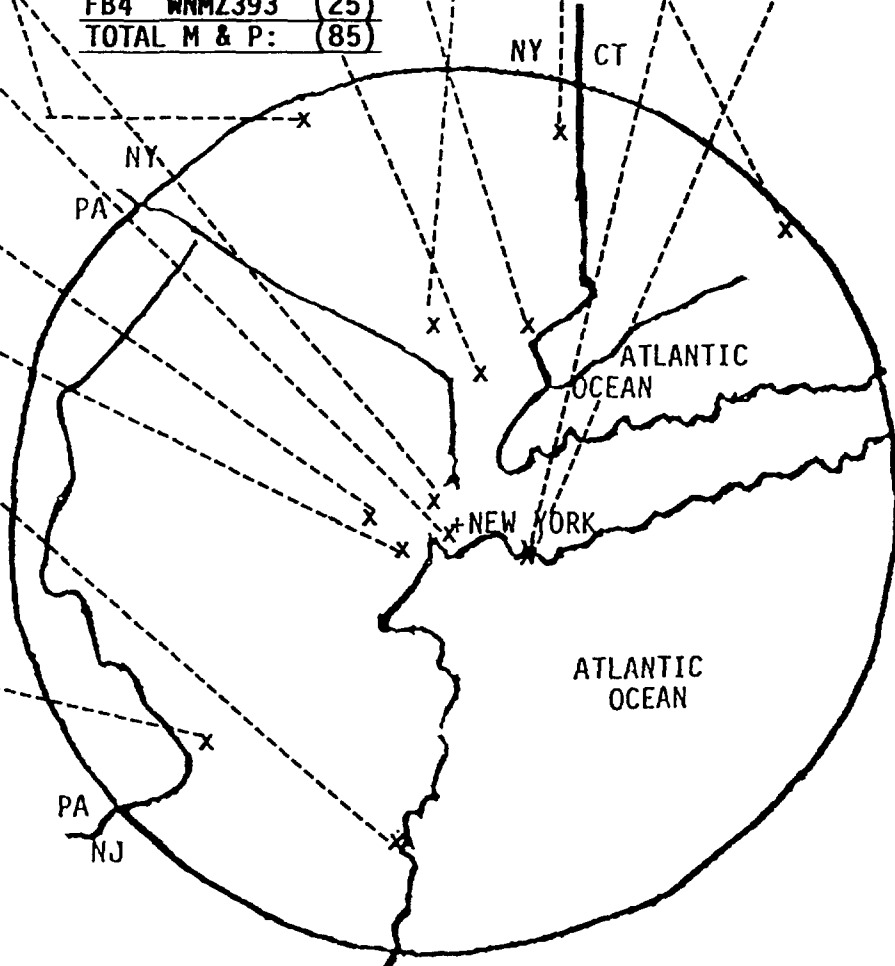 FB4 WNMZ393 (25)
TOTAL M & P: (85)
NY CT
NY
PA
ATLANTIC
OCEAN
+NEW YORK
ATLANTIC
OCEAN
PA
NJ